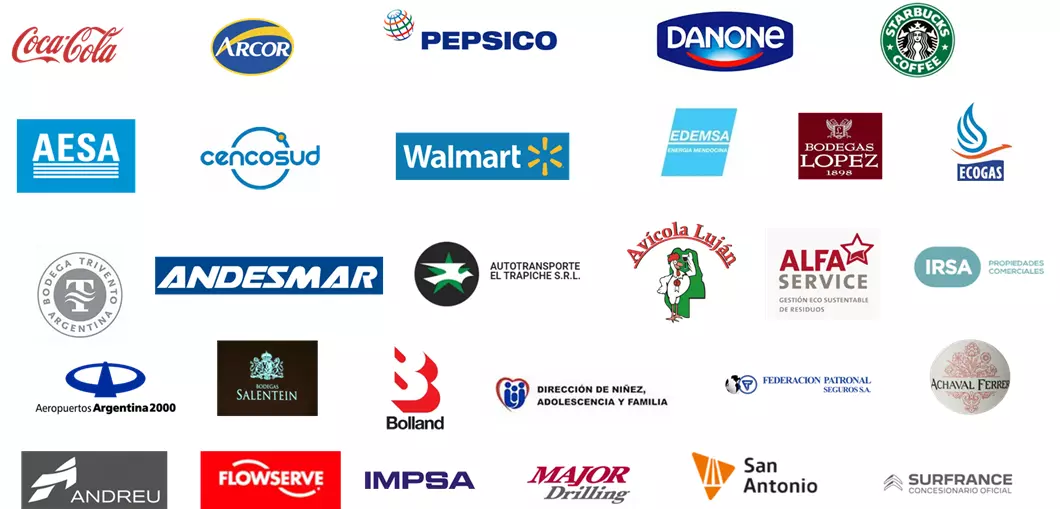 Coca-Cola
ARCOR
PEPSICO
DANONE
STARBUCKS
COFFEE
AESA
cencosud
Walmart
EDEMSA
ENERGIA MENDOCINA
BODEGAS
LOPEZ
1898
ECOGAS
BODEGA TRIVENTO
ARGENTINA
ANDESMAR
AUTOTRANSPORTE
EL TRAPICHE S.R.L.
Avícola Luján
ALFA
SERVICE
GESTIÓN ECO SUSTENTABLE
DE RESIDUOS
IRSA
PROPIEDADES
COMERCIALES
Aeropuertos Argentina2000
BODEGAS
SALENTEIN
Bolland
DIRECCIÓN DE NIÑEZ,
ADOLESCENCIA Y FAMILIA
FEDERACION PATRONAL
SEGUROS S.A.
ACHAVAL FERRER
ANDREU
FLOWSERVE
IMPSA
MAJOR
Drilling
San
Antonio
SURFRANCE
CONCESIONARIO OFICIAL